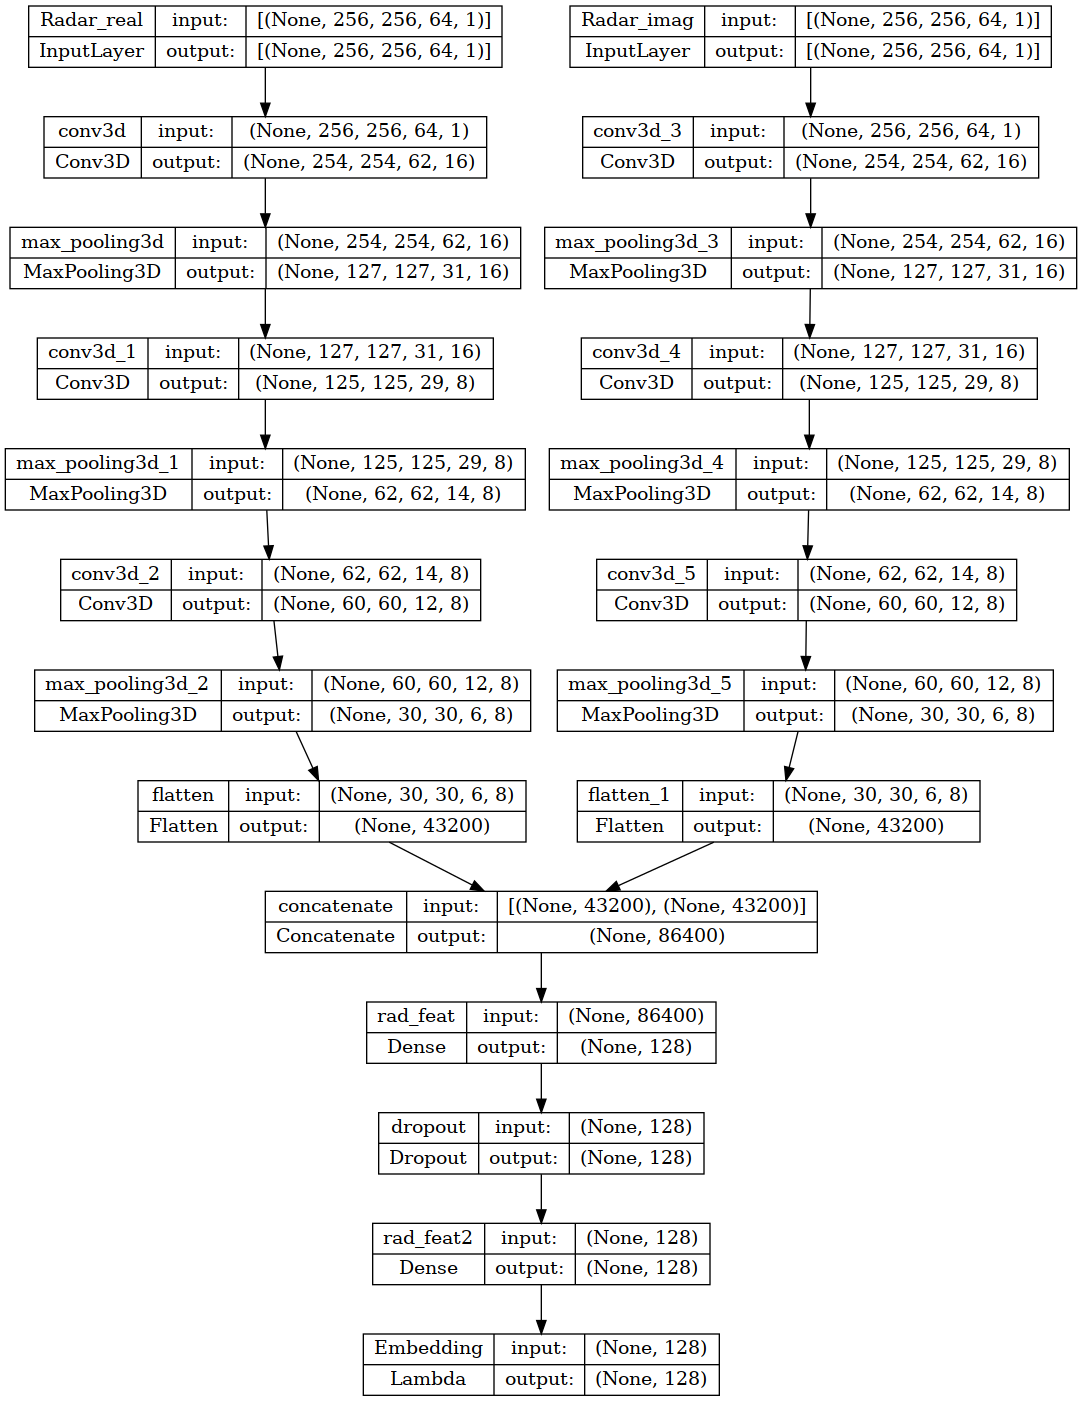 Radar_real input: [(None, 256, 256, 64, 1)]
InputLayer output: [(None, 256, 256, 64, 1)]
Radar_imag input: [(None, 256, 256, 64, 1)]
InputLayer output: [(None, 256, 256, 64, 1)]
conv3d input: (None, 256, 256, 64, 1)
Conv3D output: (None, 254, 254, 62, 16)
conv3d_3 input: (None, 256, 256, 64, 1)
Conv3D output: (None, 254, 254, 62, 16)
max_pooling3d input: (None, 254, 254, 62, 16)
MaxPooling3D output: (None, 127, 127, 31, 16)
max_pooling3d_3 input: (None, 254, 254, 62, 16)
MaxPooling3D output: (None, 127, 127, 31, 16)
conv3d_1 input: (None, 127, 127, 31, 16)
Conv3D output: (None, 125, 125, 29, 8)
conv3d_4 input: (None, 127, 127, 31, 16)
Conv3D output: (None, 125, 125, 29, 8)
max_pooling3d_1 input: (None, 125, 125, 29, 8)
MaxPooling3D output: (None, 62, 62, 14, 8)
max_pooling3d_4 input: (None, 125, 125, 29, 8)
MaxPooling3D output: (None, 62, 62, 14, 8)
conv3d_2 input: (None, 62, 62, 14, 8)
Conv3D output: (None, 60, 60, 12, 8)
conv3d_5 input: (None, 62, 62, 14, 8)
Conv3D output: (None, 60, 60, 12, 8)
max_pooling3d_2 input: (None, 60, 60, 12, 8)
MaxPooling3D output: (None, 30, 30, 6, 8)
max_pooling3d_5 input: (None, 60, 60, 12, 8)
MaxPooling3D output: (None, 30, 30, 6, 8)
flatten input: (None, 30, 30, 6, 8)
Flatten output: (None, 43200)
flatten_1 input: (None, 30, 30, 6, 8)
Flatten output: (None, 43200)
concatenate input: [(None, 43200), (None, 43200)]
Concatenate output: (None, 86400)
rad_feat input: (None, 86400)
Dense output: (None, 128)
dropout input: (None, 128)
Dropout output: (None, 128)
rad_feat2 input: (None, 128)
Dense output: (None, 128)
Embedding input: (None, 128)
Lambda output: (None, 128)